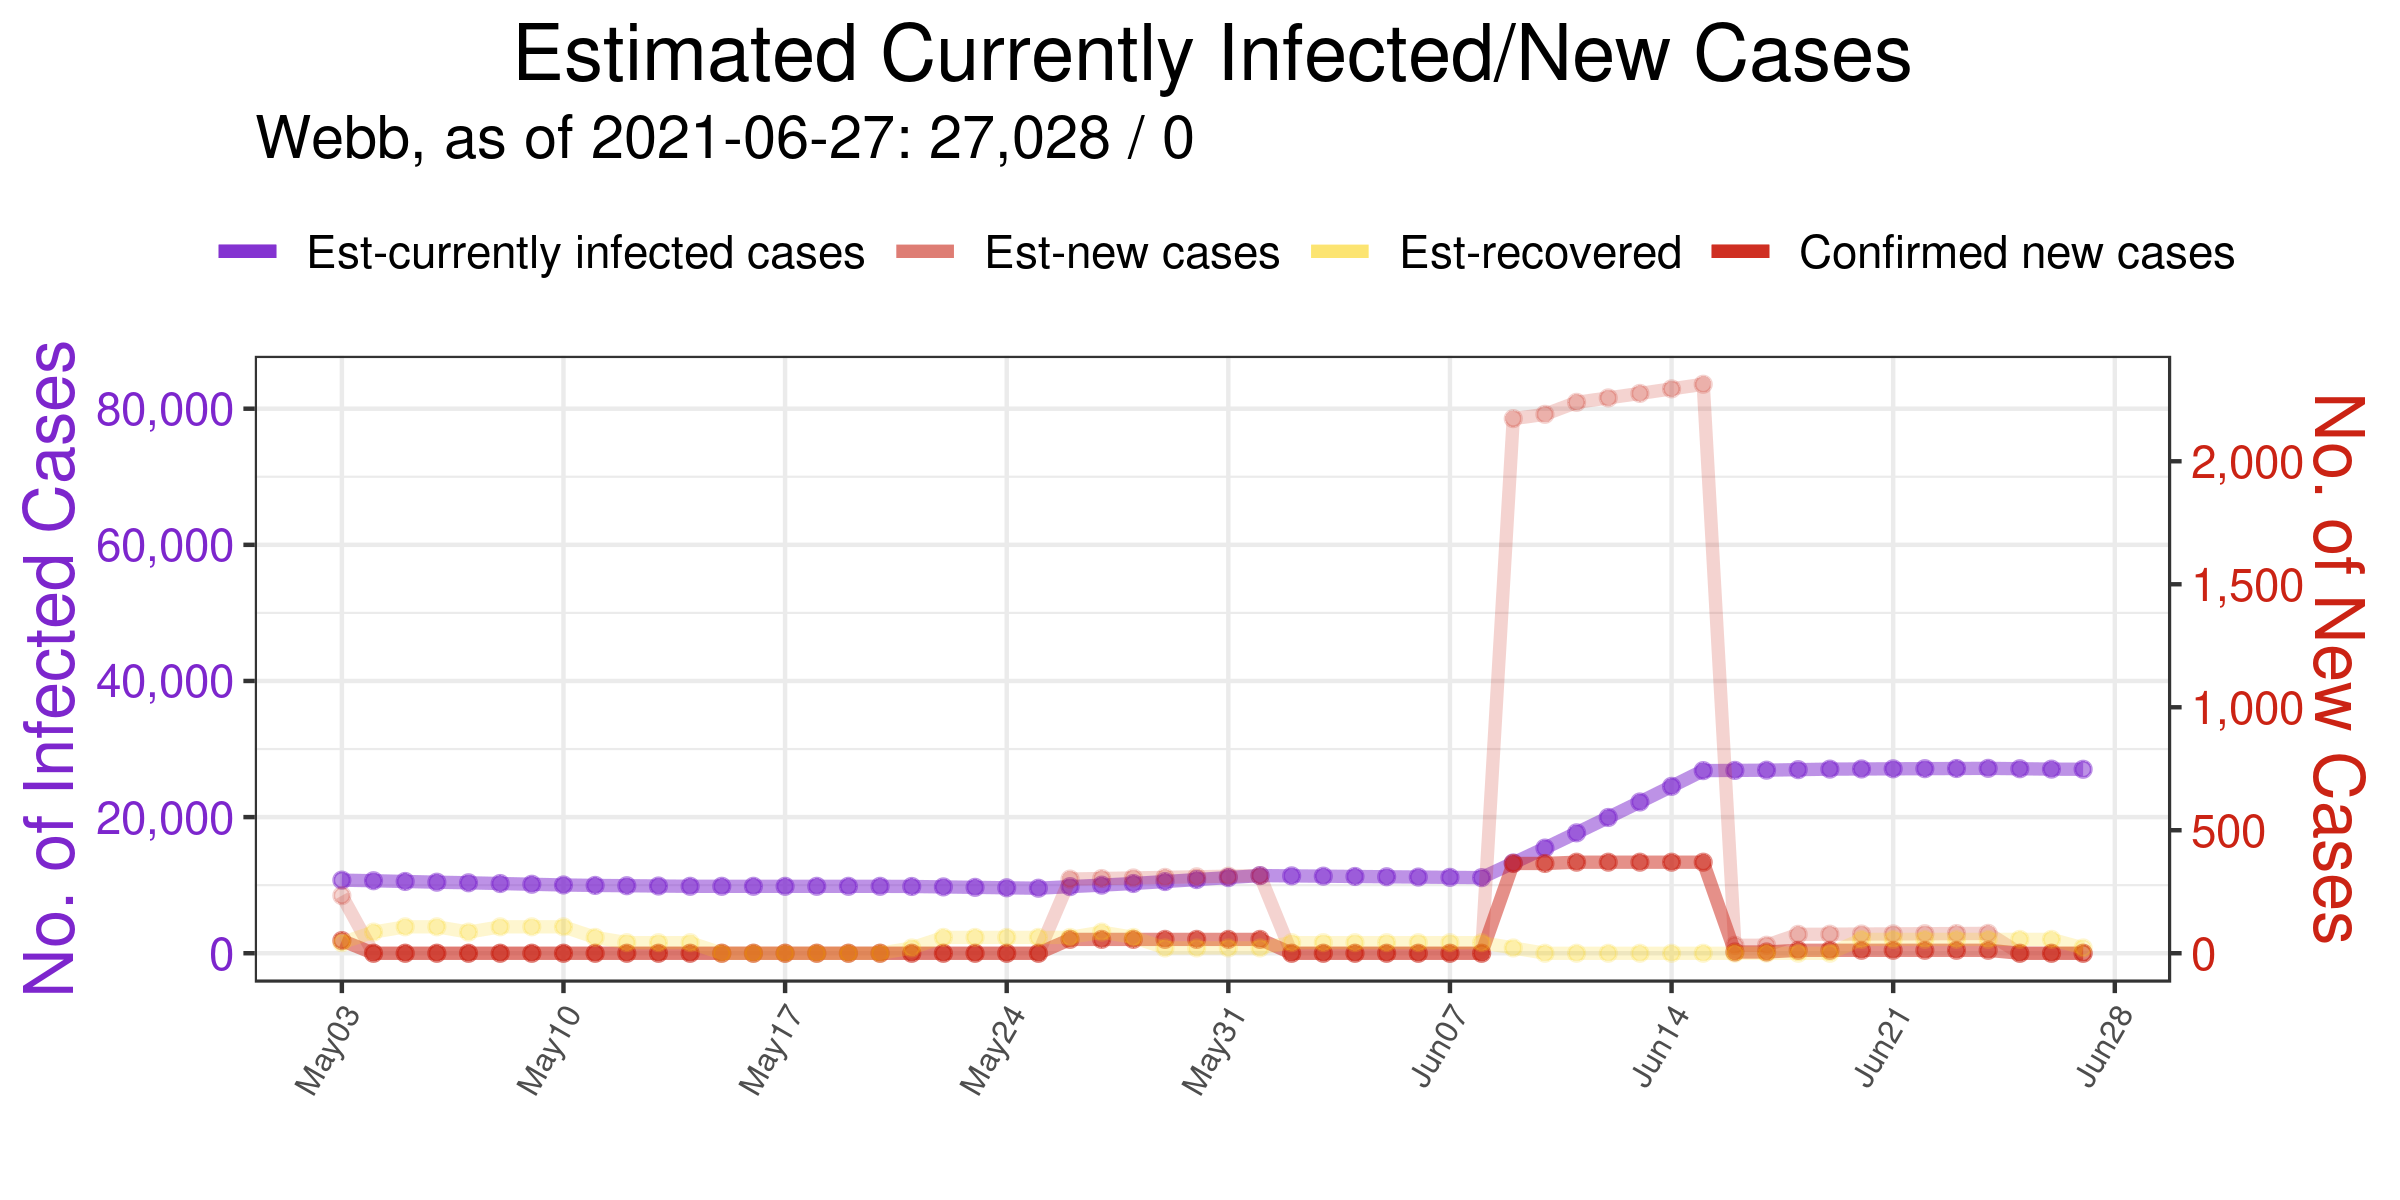 Estimated Currently Infected/New Cases
Webb, as of 2021-06-27: 27,028 / 0
Est-currently infected cases Est-new cases Est-recovered Confirmed new cases
No. of Infected Cases
80,000
60,000
40,000
20,000
0
2,000
1,500
1,000
500
0
No. of New Cases
May03 May10 May17 May24 May31 Jun07 Jun14 Jun21 Jun28